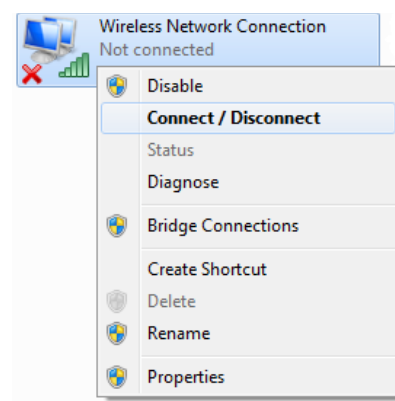 Wireless Network Connection
Not connected
Disable
Connect / Disconnect
Status
Diagnose
Bridge Connections
Create Shortcut
Delete
Rename
Properties